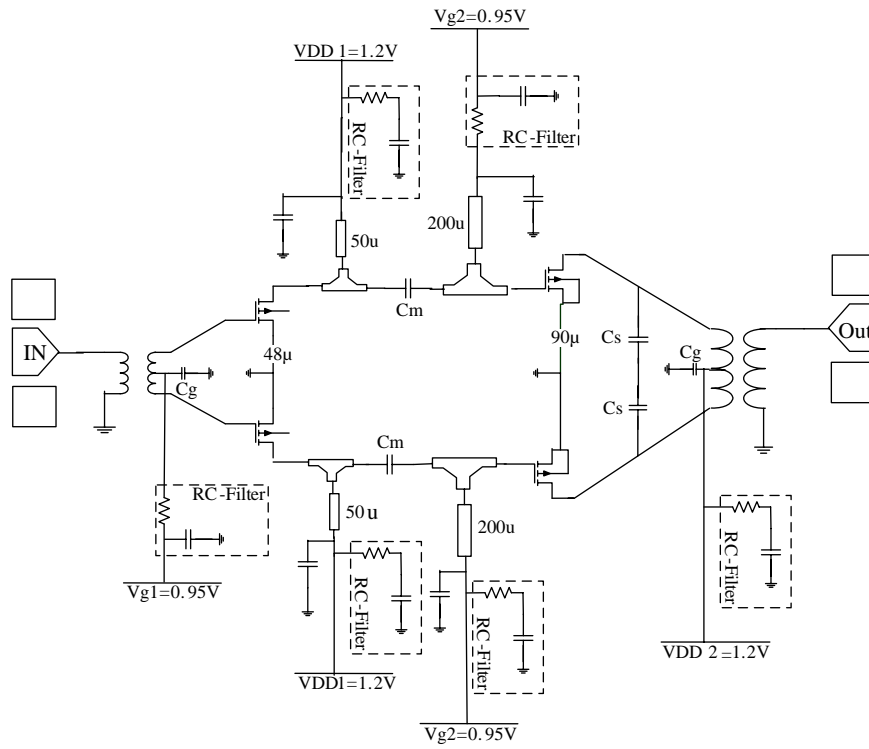 Vg2=0.95V
VDD 1=1.2V
RC-Filter
RC-Filter
50u
200u
Cm
IN
48µ
90µ
Cs
Cg
Out
Cg
Cs
Cm
RC-Filter
50u
200u
RC-Filter
RC-Filter
RC-Filter
Vg1=0.95V
VDD1=1.2V
VDD 2=1.2V
Vg2=0.95V